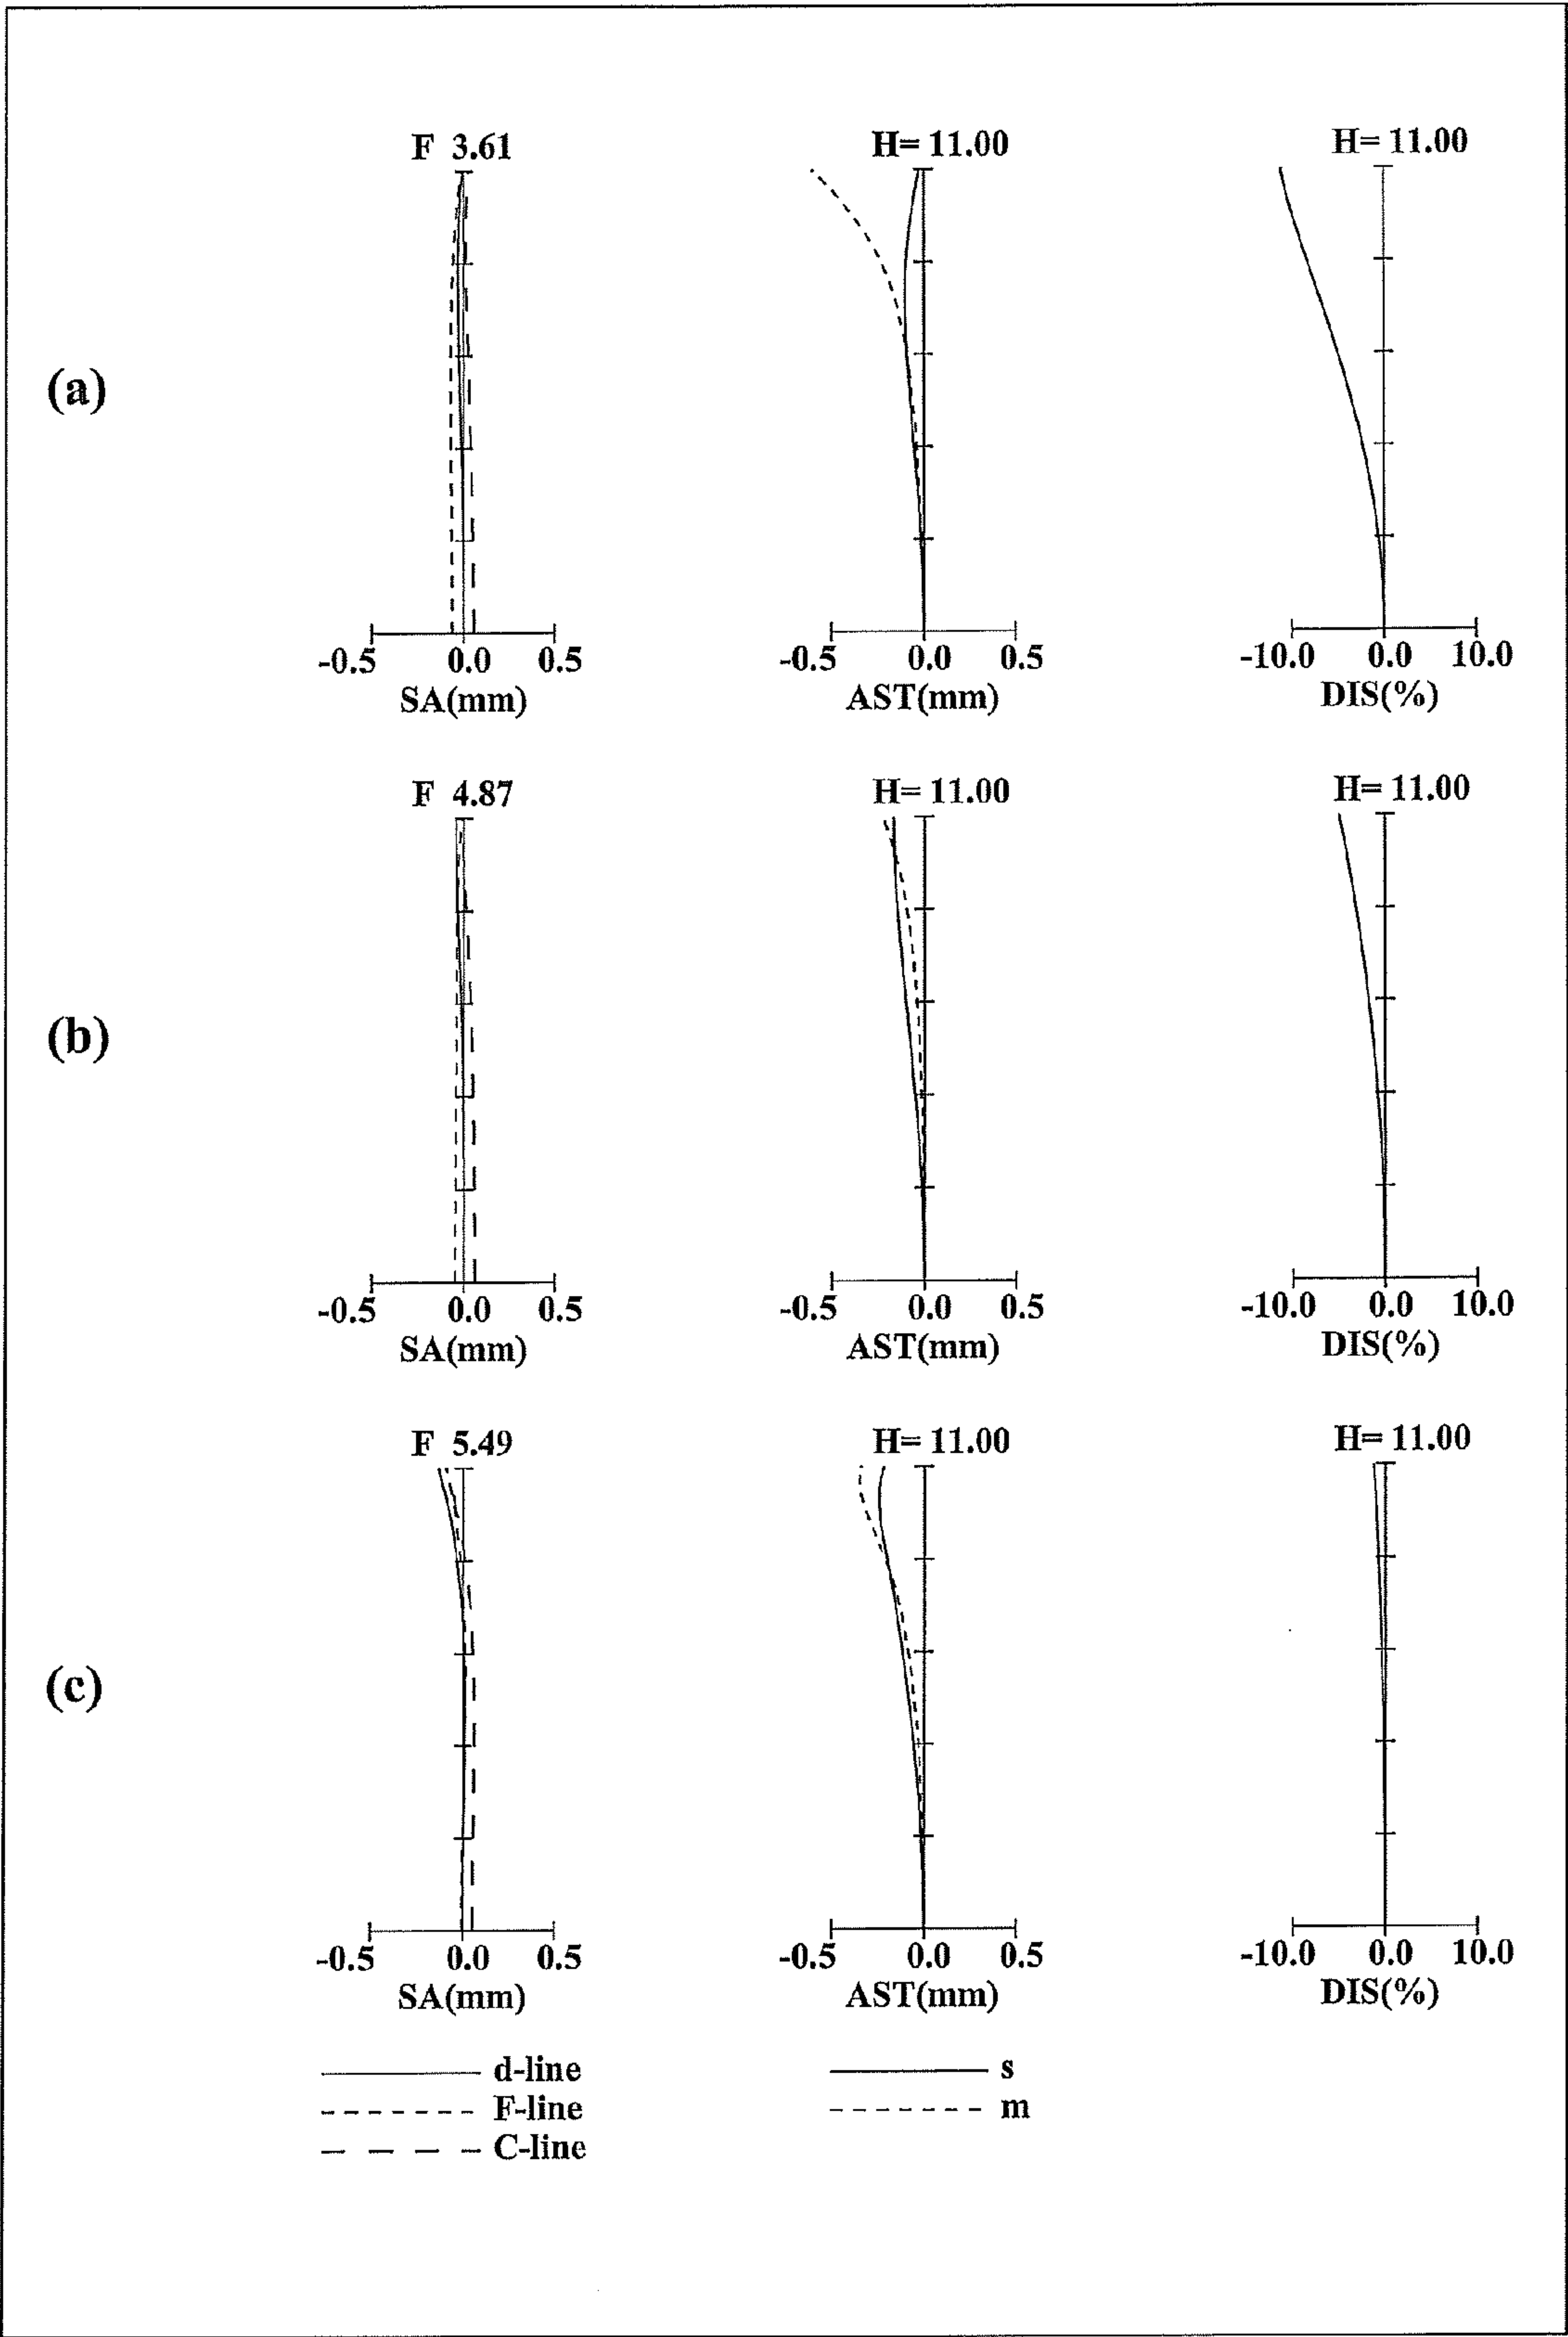 F 3.61 H= 11.00 H= 11.00
(a)
-0.5 0.0 0.5 -0.5 0.0 0.5 -10.0 0.0 10.0
SA(mm) AST(mm) DIS(%)
F 4.87 H= 11.00 H= 11.00
(b)
-0.5 0.0 0.5 -0.5 0.0 0.5 -10.0 0.0 10.0
SA(mm) AST(mm) DIS(%)
F 5.49 H= 11.00 H= 11.00
(c)
-0.5 0.0 0.5 -0.5 0.0 0.5 -10.0 0.0 10.0
SA(mm) AST(mm) DIS(%)
d-line s
F-line m
C-line